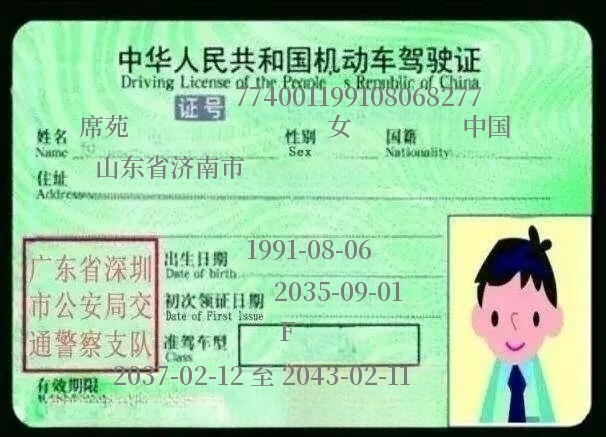 中华人民共和国机动车驾驶证
Driving License of the People's Republic of China
证号 774001199108068277
姓名 席苑 性别 女 国籍 中国
Name Sex Nationality
住址 山东省济南市
Address
出生日期 1991-08-06
Date of birth
初次领证日期 2035-09-01
Date of First Issue
准驾车型 F
Class
广东省深圳
市公安局交
通警察支队
有效期限 2037-02-12 至 2043-02-11